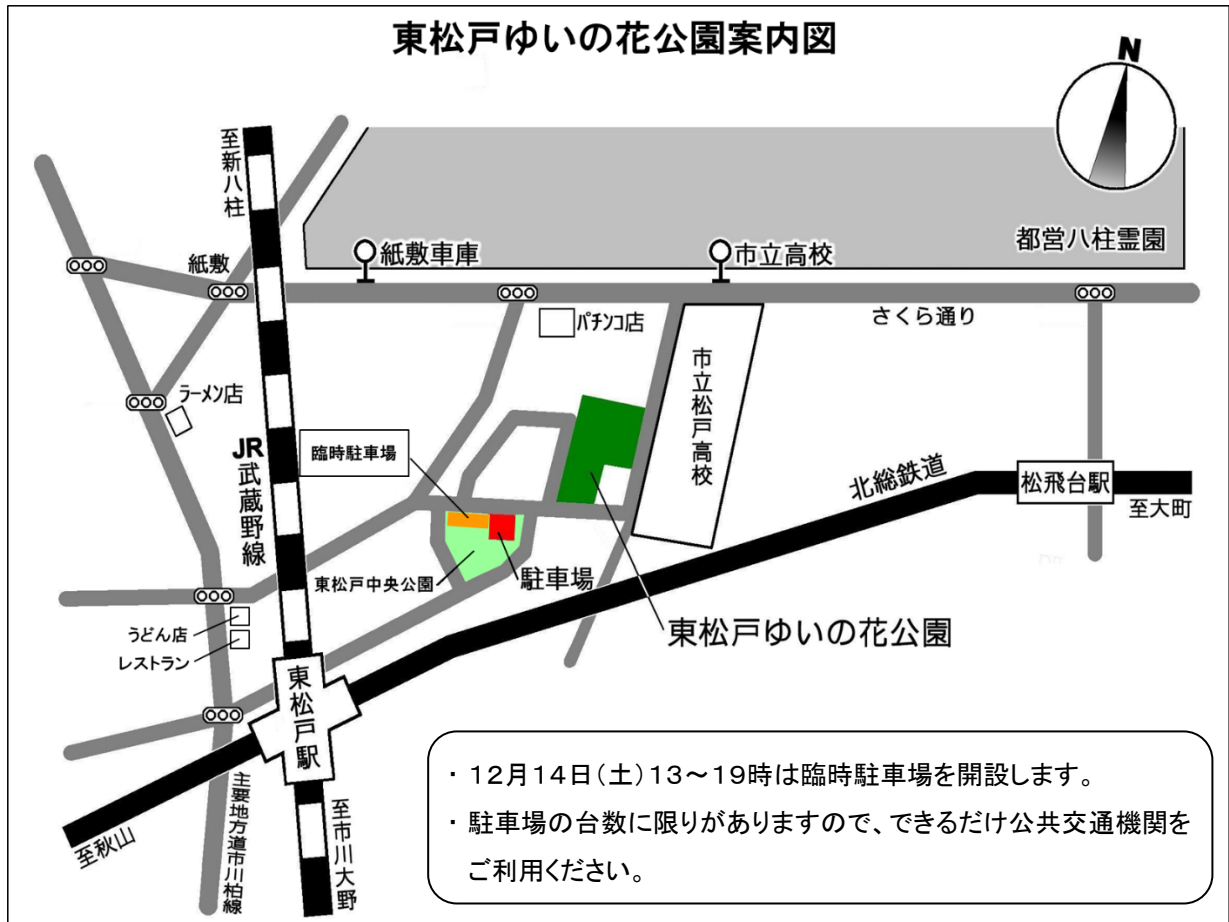 東松戸ゆいの花公園案内図
N
至新八柱
都営八柱霊園
紙敷
紙敷車庫
市立高校
さくら通り
パチンコ店
ラーメン店
市立松戸高校
JR武蔵野線
臨時駐車場
北総鉄道
松飛台駅
至大町
東松戸中央公園
駐車場
東松戸ゆいの花公園
うどん店
レストラン
東松戸駅
至秋山
主要地方道市川柏線
至市川大野
・12月14日(土)13～19時は臨時駐車場を開設します。
・駐車場の台数に限りがありますので、できるだけ公共交通機関を
ご利用ください。